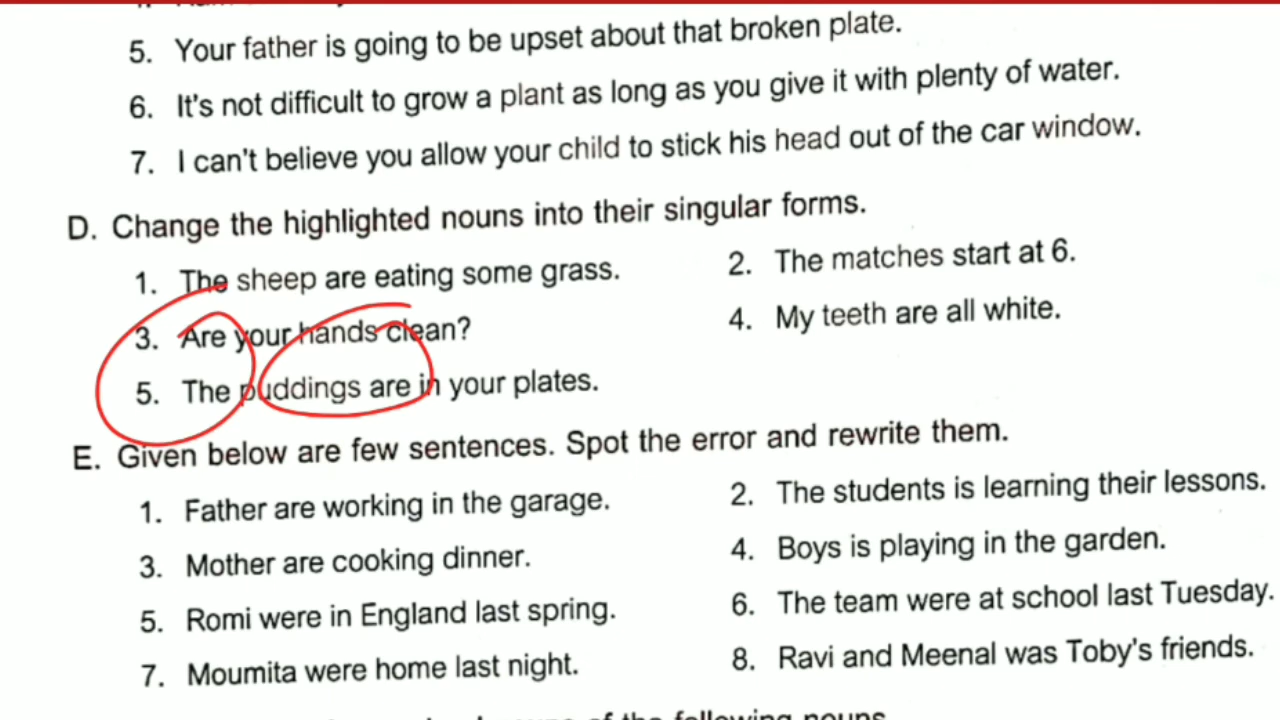 5. Your father is going to be upset about that broken plate.
6. It's not difficult to grow a plant as long as you give it with plenty of water.
7. I can't believe you allow your child to stick his head out of the car window.
D. Change the highlighted nouns into their singular forms.
1. The sheep are eating some grass. 2. The matches start at 6.
3. Are your hands clean? 4. My teeth are all white.
5. The puddings are in your plates.
E. Given below are few sentences. Spot the error and rewrite them.
1. Father are working in the garage. 2. The students is learning their lessons.
3. Mother are cooking dinner. 4. Boys is playing in the garden.
5. Romi were in England last spring. 6. The team were at school last Tuesday.
7. Moumita were home last night. 8. Ravi and Meenal was Toby's friends.
of the following nouns